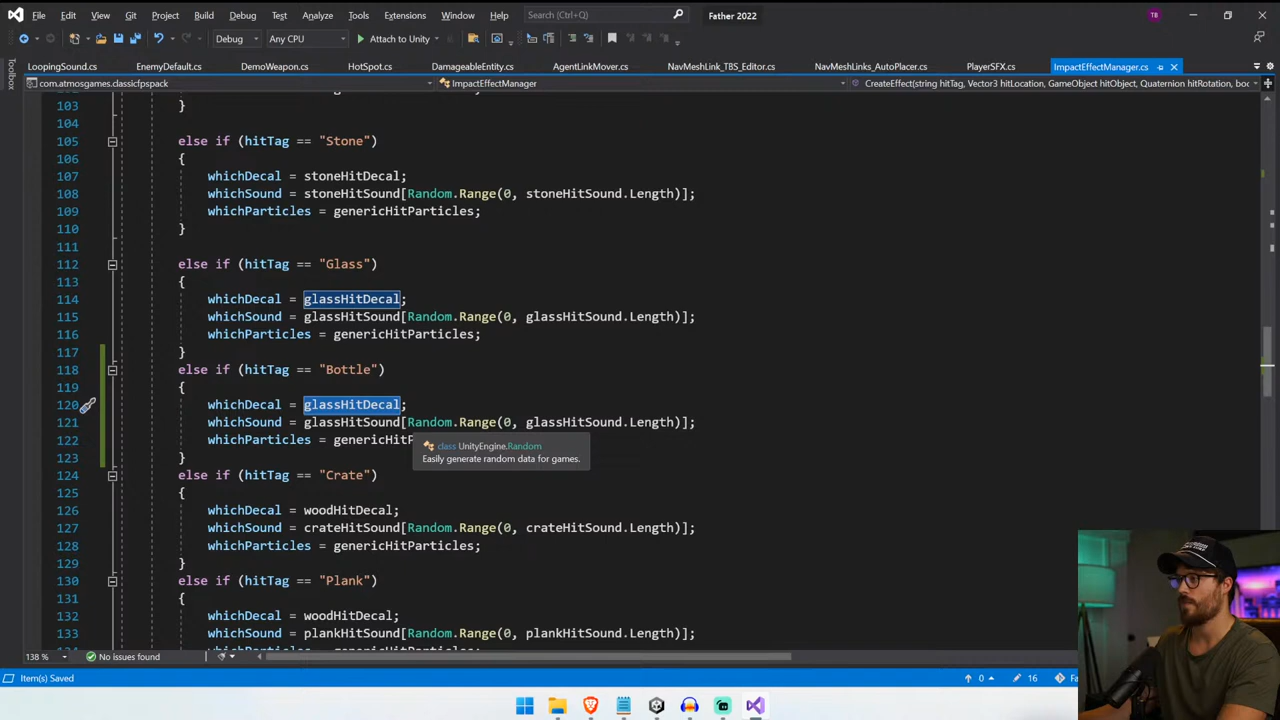 File Edit View Git Project Build Debug Test Analyze Tools Extensions Window Help Search (Ctrl+Q) Father 2022 TB
Debug Any CPU Attach to Unity
LoopingSound.cs EnemyDefault.cs DemoWeapon.cs HotSpot.cs DamageableEntity.cs AgentLinkMover.cs NavMeshLink_TBS_Editor.cs NavMeshLinks_AutoPlacer.cs PlayerSFX.cs ImpactEffectManager.cs
Toolbox
com.atmosgames.classicfpspack ImpactEffectManager CreateEffect(string hitTag, Vector3 hitLocation, GameObject hitObject, Quaternion hitRotation, boo
103 }
104
105 else if (hitTag == "Stone")
106 {
107 whichDecal = stoneHitDecal;
108 whichSound = stoneHitSound[Random.Range(0, stoneHitSound.Length)];
109 whichParticles = genericHitParticles;
110 }
111
112 else if (hitTag == "Glass")
113 {
114 whichDecal = glassHitDecal;
115 whichSound = glassHitSound[Random.Range(0, glassHitSound.Length)];
116 whichParticles = genericHitParticles;
117 }
118 else if (hitTag == "Bottle")
119 {
120 whichDecal = glassHitDecal;
121 whichSound = glassHitSound[Random.Range(0, glassHitSound.Length)];
122 whichParticles = genericHitP
class UnityEngine.Random
Easily generate random data for games.
123 }
124 else if (hitTag == "Crate")
125 {
126 whichDecal = woodHitDecal;
127 whichSound = crateHitSound[Random.Range(0, crateHitSound.Length)];
128 whichParticles = genericHitParticles;
129 }
130 else if (hitTag == "Plank")
131 {
132 whichDecal = woodHitDecal;
133 whichSound = plankHitSound[Random.Range(0, plankHitSound.Length)];
138 % No issues found
Item(s) Saved 0 16 Fa